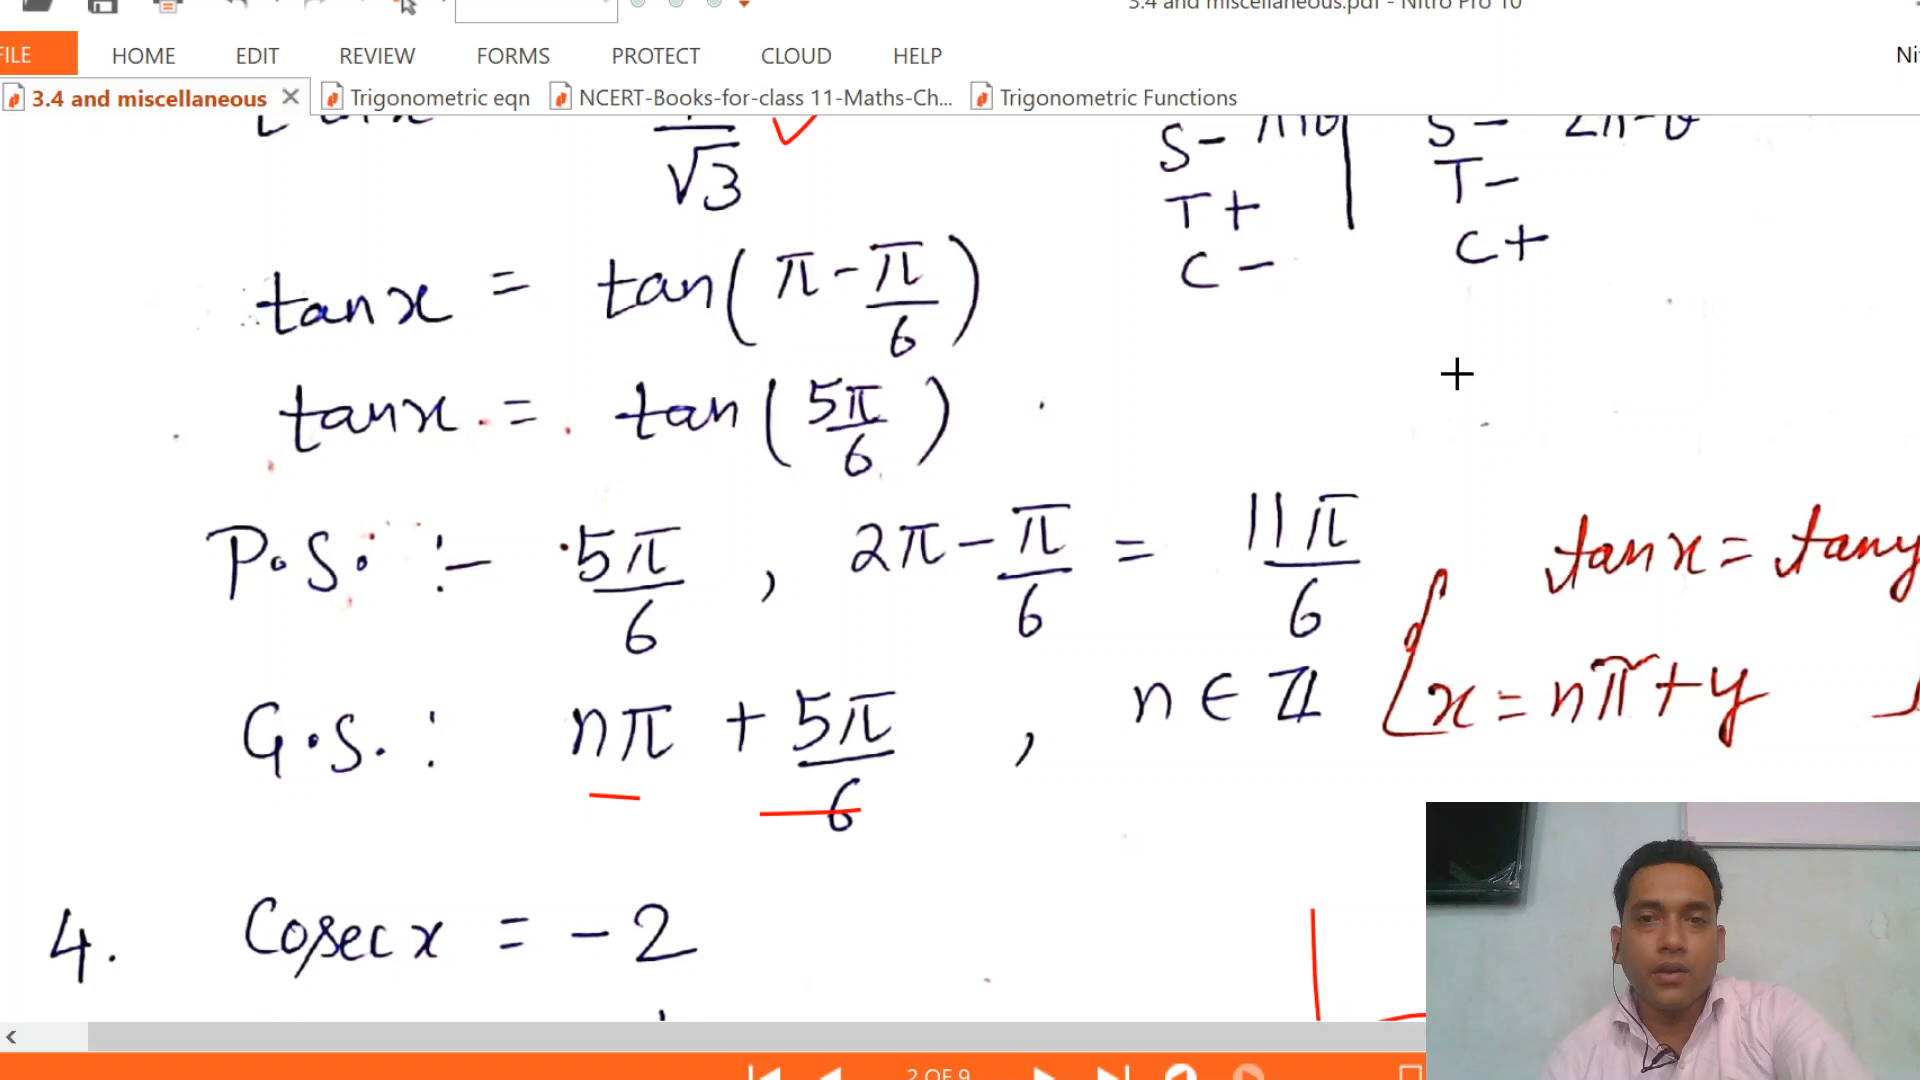 3.4 and miscellaneous.pdf - Nitro Pro 10
FILE HOME EDIT REVIEW FORMS PROTECT CLOUD HELP
3.4 and miscellaneous Trigonometric eqn NCERT-Books-for-class 11-Maths-Ch... Trigonometric Functions
√3
S - S - 2π-θ
T + T -
C - C +
tan x = tan(π - π/6)
tan x = tan(5π/6)
P.S. :- 5π/6 , 2π - π/6 = 11π/6
tan x = tan y
G.S. : nπ + 5π/6 , n ∈ ℤ
x = nπ + y
4. Cosec x = -2
2 OF 9